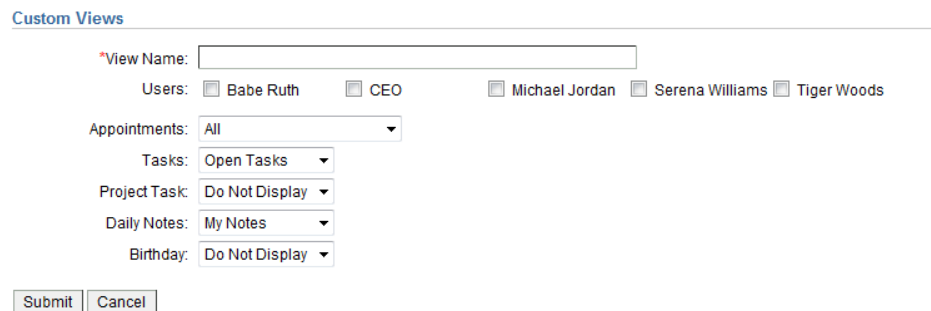 Custom Views
*View Name:
Users: Babe Ruth CEO Michael Jordan Serena Williams Tiger Woods
Appointments: All
Tasks: Open Tasks
Project Task: Do Not Display
Daily Notes: My Notes
Birthday: Do Not Display
Submit Cancel